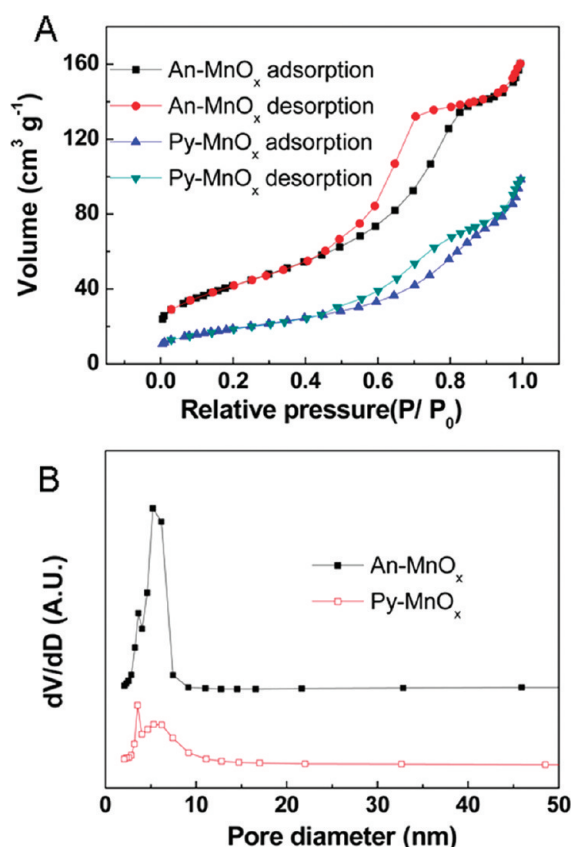 A
An-MnOₓ adsorption
An-MnOₓ desorption
Py-MnOₓ adsorption
Py-MnOₓ desorption
Volume (cm³ g⁻¹)
160
120
80
40
0
0.0 0.2 0.4 0.6 0.8 1.0
Relative pressure(P/ P₀)
B
An-MnOₓ
Py-MnOₓ
dV/dD (A.U.)
0 10 20 30 40 50
Pore diameter (nm)